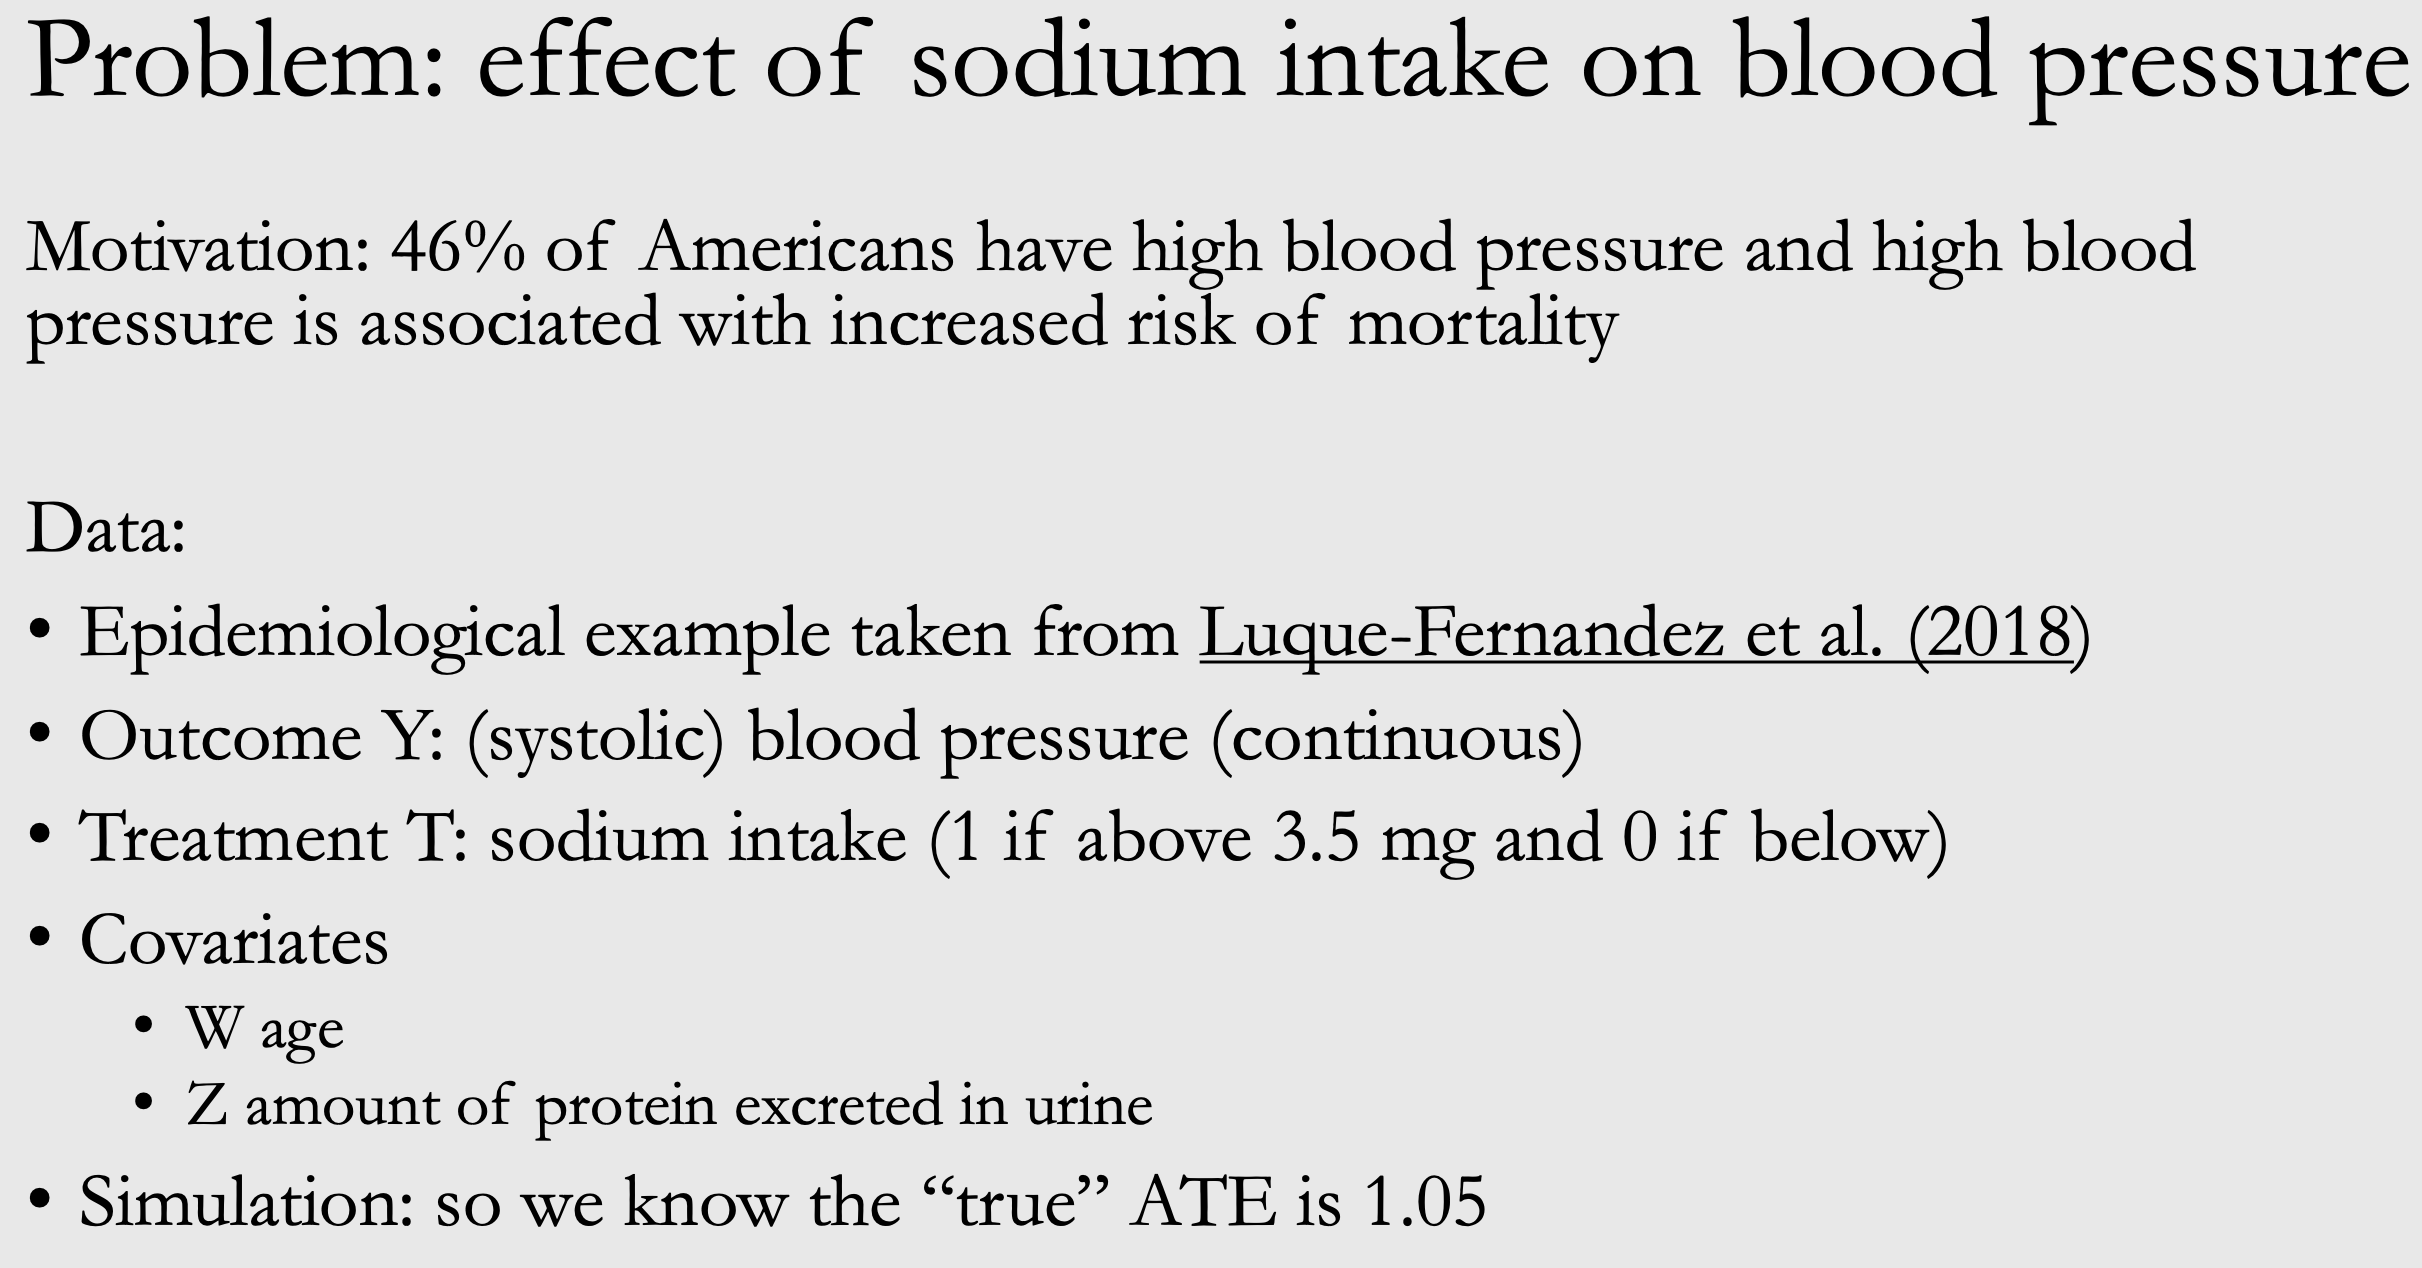 Problem: effect of sodium intake on blood pressure
Motivation: 46% of Americans have high blood pressure and high blood
pressure is associated with increased risk of mortality
Data:
• Epidemiological example taken from Luque-Fernandez et al. (2018)
• Outcome Y: (systolic) blood pressure (continuous)
• Treatment T: sodium intake (1 if above 3.5 mg and 0 if below)
• Covariates
• W age
• Z amount of protein excreted in urine
• Simulation: so we know the “true” ATE is 1.05